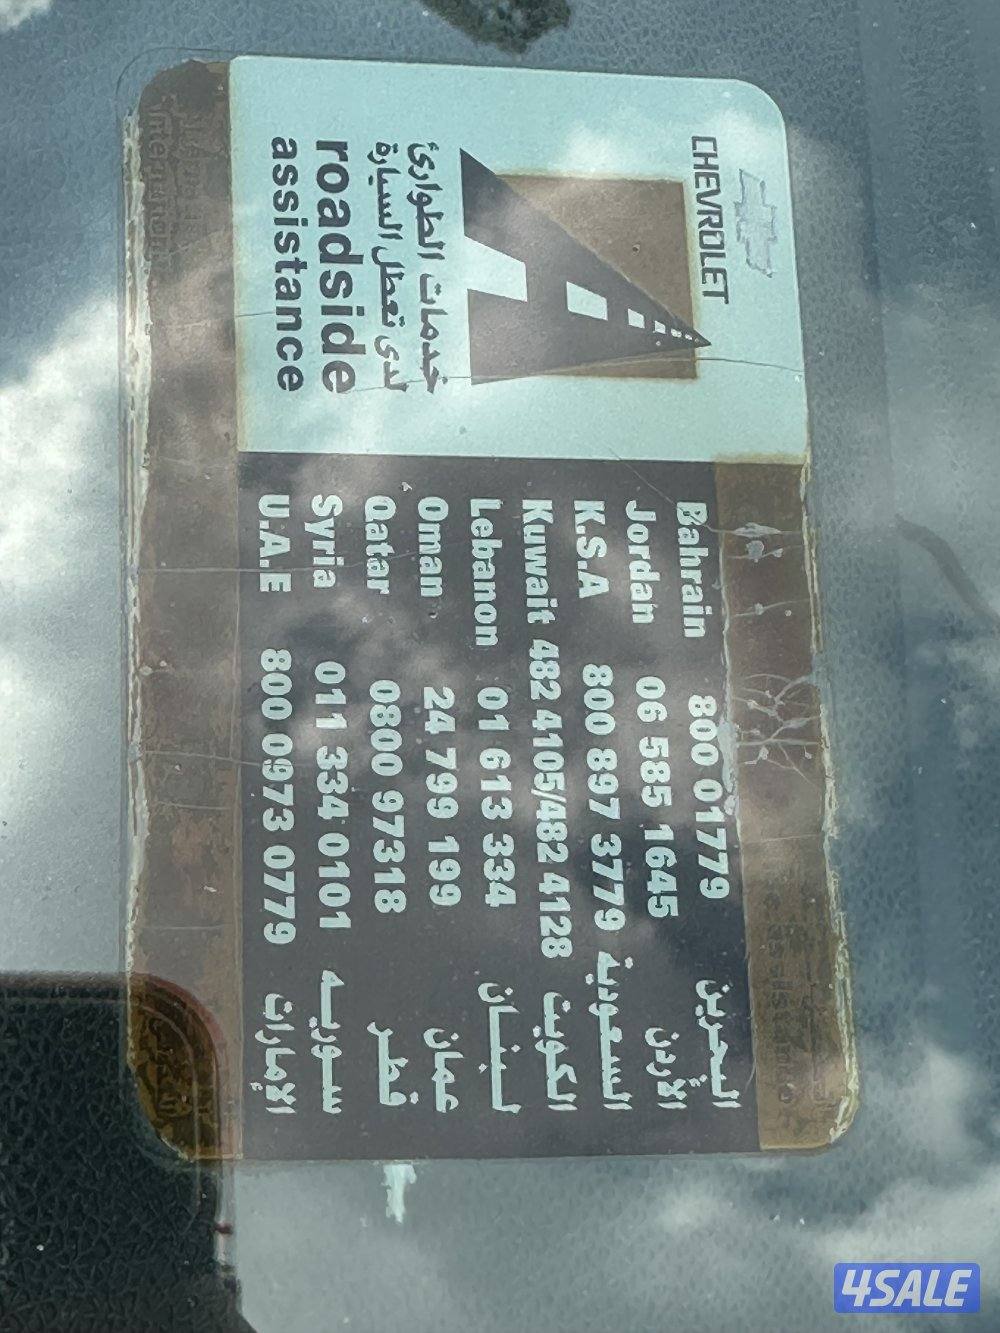 CHEVROLET
خدمات الطوارئ
لدى تعطل السيارة
roadside
assistance
Bahrain 800 01779 البحرين
Jordan 06 585 1645 الأردن
K.S.A 800 897 3779 السعودية
Kuwait 482 4105/482 4128 الكويت
Lebanon 01 613 334 لبنان
Oman 24 799 199 عمان
Qatar 0800 97318 قطر
Syria 011 334 0101 سورية
U.A.E 800 0973 0779 الإمارات
4SALE